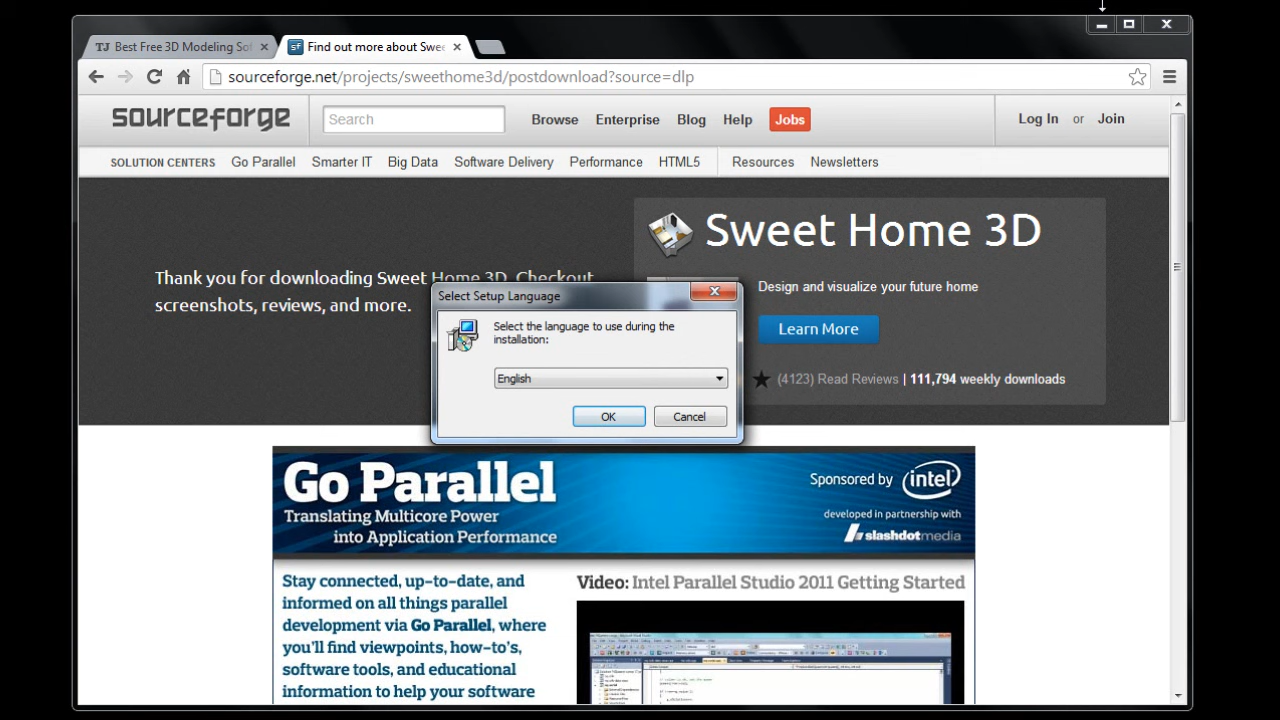 TJ Best Free 3D Modeling Sof
sf Find out more about Swee
sourceforge.net/projects/sweethome3d/postdownload?source=dlp
sourceforge
Search
Browse Enterprise Blog Help Jobs
Log In or Join
SOLUTION CENTERS Go Parallel Smarter IT Big Data Software Delivery Performance HTML5 Resources Newsletters
Thank you for downloading Sweet Home 3D. Checkout
screenshots, reviews, and more.
Sweet Home 3D
Design and visualize your future home
Learn More
(4123) Read Reviews | 111,794 weekly downloads
Select Setup Language
Select the language to use during the
installation:
English
OK Cancel
Go Parallel
Translating Multicore Power
into Application Performance
Sponsored by intel
developed in partnership with
slashdotmedia
Stay connected, up-to-date, and
informed on all things parallel
development via Go Parallel, where
you'll find viewpoints, how-to's,
software tools, and educational
information to help your software
Video: Intel Parallel Studio 2011 Getting Started